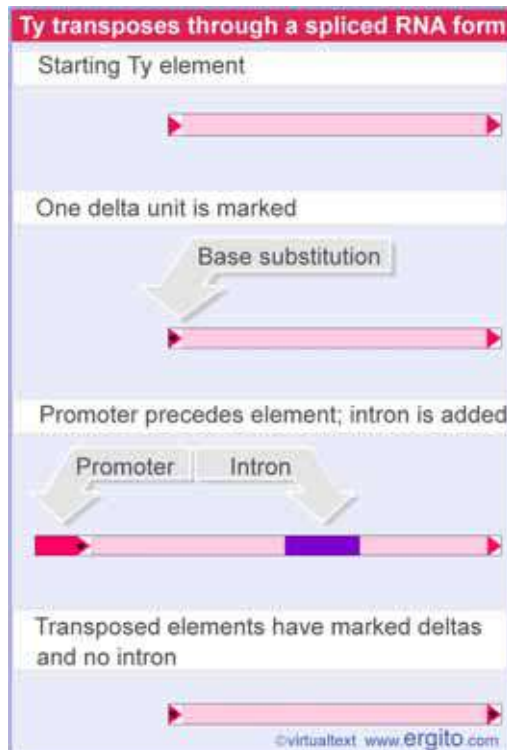 Ty transposes through a spliced RNA form
Starting Ty element
One delta unit is marked
Base substitution
Promoter precedes element; intron is added
Promoter Intron
Transposed elements have marked deltas
and no intron
©virtualtext www.ergito.com